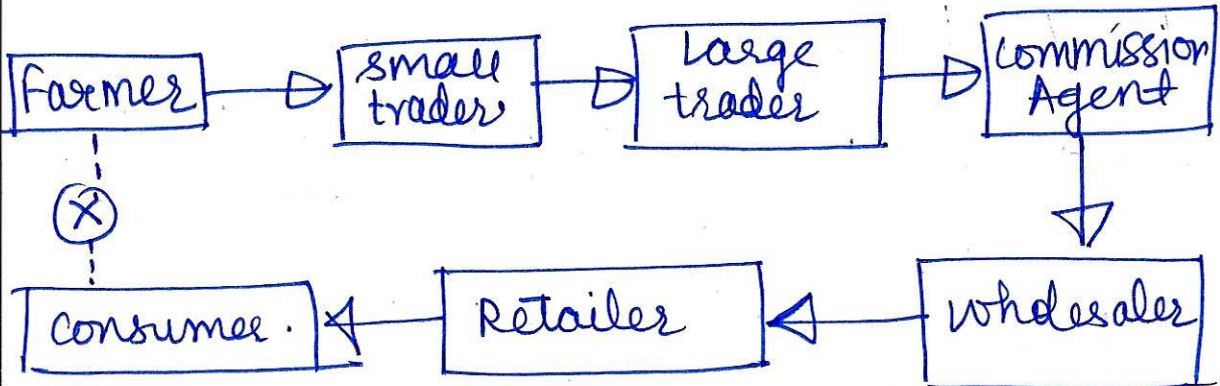 Farmer
small
trader
Large
trader
Commission
Agent
X
Consumer.
Retailer
Wholesaler